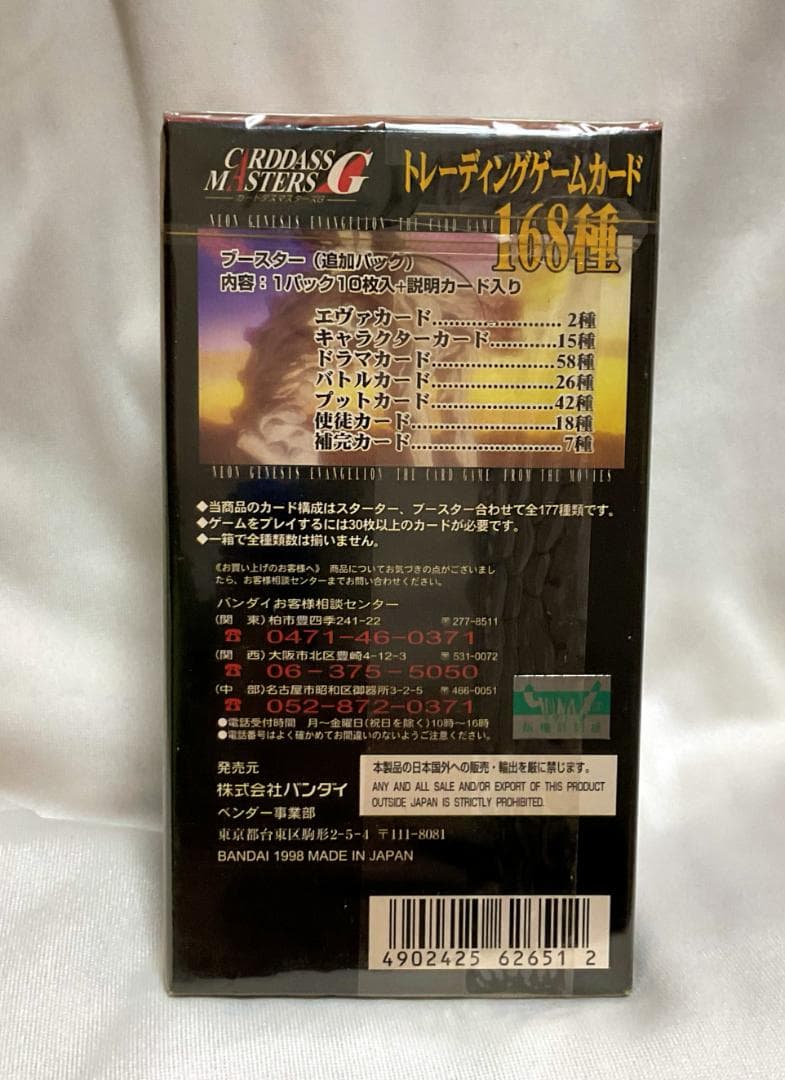 CARDDASS
MASTERS G
カードダスマスターズG
トレーディングゲームカード
168種
NEON GENESIS EVANGELION THE CARD GAME
ブースター（追加パック）
内容：1パック10枚入+説明カード入り
エヴァカード........................ 2種
キャラクターカード............15種
ドラマカード......................58種
バトルカード......................26種
プットカード......................42種
使徒カード.........................18種
補完カード.......................... 7種
NEON GENESIS EVANGELION THE CARD GAME FROM THE MOVIES
◆当商品のカード構成はスターター、ブースター合わせて全177種類です。
◆ゲームをプレイするには30枚以上のカードが必要です。
◆一箱で全種類数は揃いません。
《お買い上げのお客様へ》 商品についてお気づきの点がございまし
たら、お客様相談センターまでお問い合わせください。
バンダイお客様相談センター
（関 東）柏市豊四季241-22 〒277-8511
☎ 0471-46-0371
（関 西）大阪市北区豊崎4-12-3 〒531-0072
☎ 06-375-5050
（中 部）名古屋市昭和区御器所3-2-5 〒466-0051
☎ 052-872-0371
●電話受付時間 月～金曜日(祝日を除く)10時～16時
●電話番号はよく確かめてお間違いのないようご注意ください。
発売元
株式会社バンダイ
ベンダー事業部
東京都台東区駒形2-5-4 〒111-8081
BANDAI 1998 MADE IN JAPAN
本製品の日本国外への販売・輸出を厳に禁じます。
ANY AND ALL SALE AND/OR EXPORT OF THIS PRODUCT
OUTSIDE JAPAN IS STRICTLY PROHIBITED.
4902425 62651 2